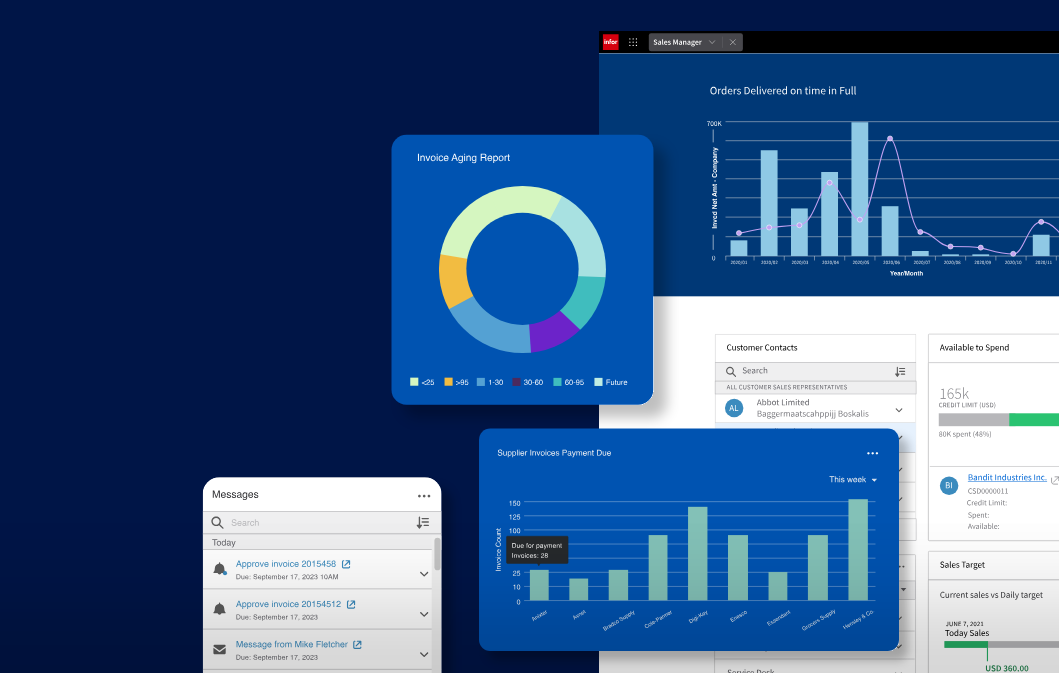 infor
Sales Manager
Orders Delivered on time in Full
700K
Invcd Net Amt - Company
0
2020/01 2020/02 2020/03 2020/04 2020/05 2020/06 2020/07 2020/08 2020/09 2020/10 2020/11
Year/Month
Invoice Aging Report
<25 >95 1-30 30-60 60-95 Future
Customer Contacts
Search
ALL CUSTOMER SALES REPRESENTATIVES
AL
Abbot Limited
Baggermaatscahppijj Boskalis
Available to Spend
165k
CREDIT LIMIT (USD)
80K spent (48%)
BI
Bandit Industries Inc.
CSD0000011
Credit Limit:
Spent:
Available:
Supplier Invoices Payment Due
This week
Invoice Count
150
125
100
25
10
0
Due for payment
Invoices: 28
Anixter Avnet Bradco Supply Cole-Parmer Digi-Key Enesco Essendant Grocers Supply Hensley & Co.
Messages
Search
Today
Approve invoice 2015458
Due: September 17, 2023 10AM
Approve invoice 20154512
Due: September 17, 2023
Message from Mike Fletcher
Due: September 17, 2023
Sales Target
Current sales vs Daily target
JUNE 7, 2021
Today Sales
USD 360.00
Service Desk